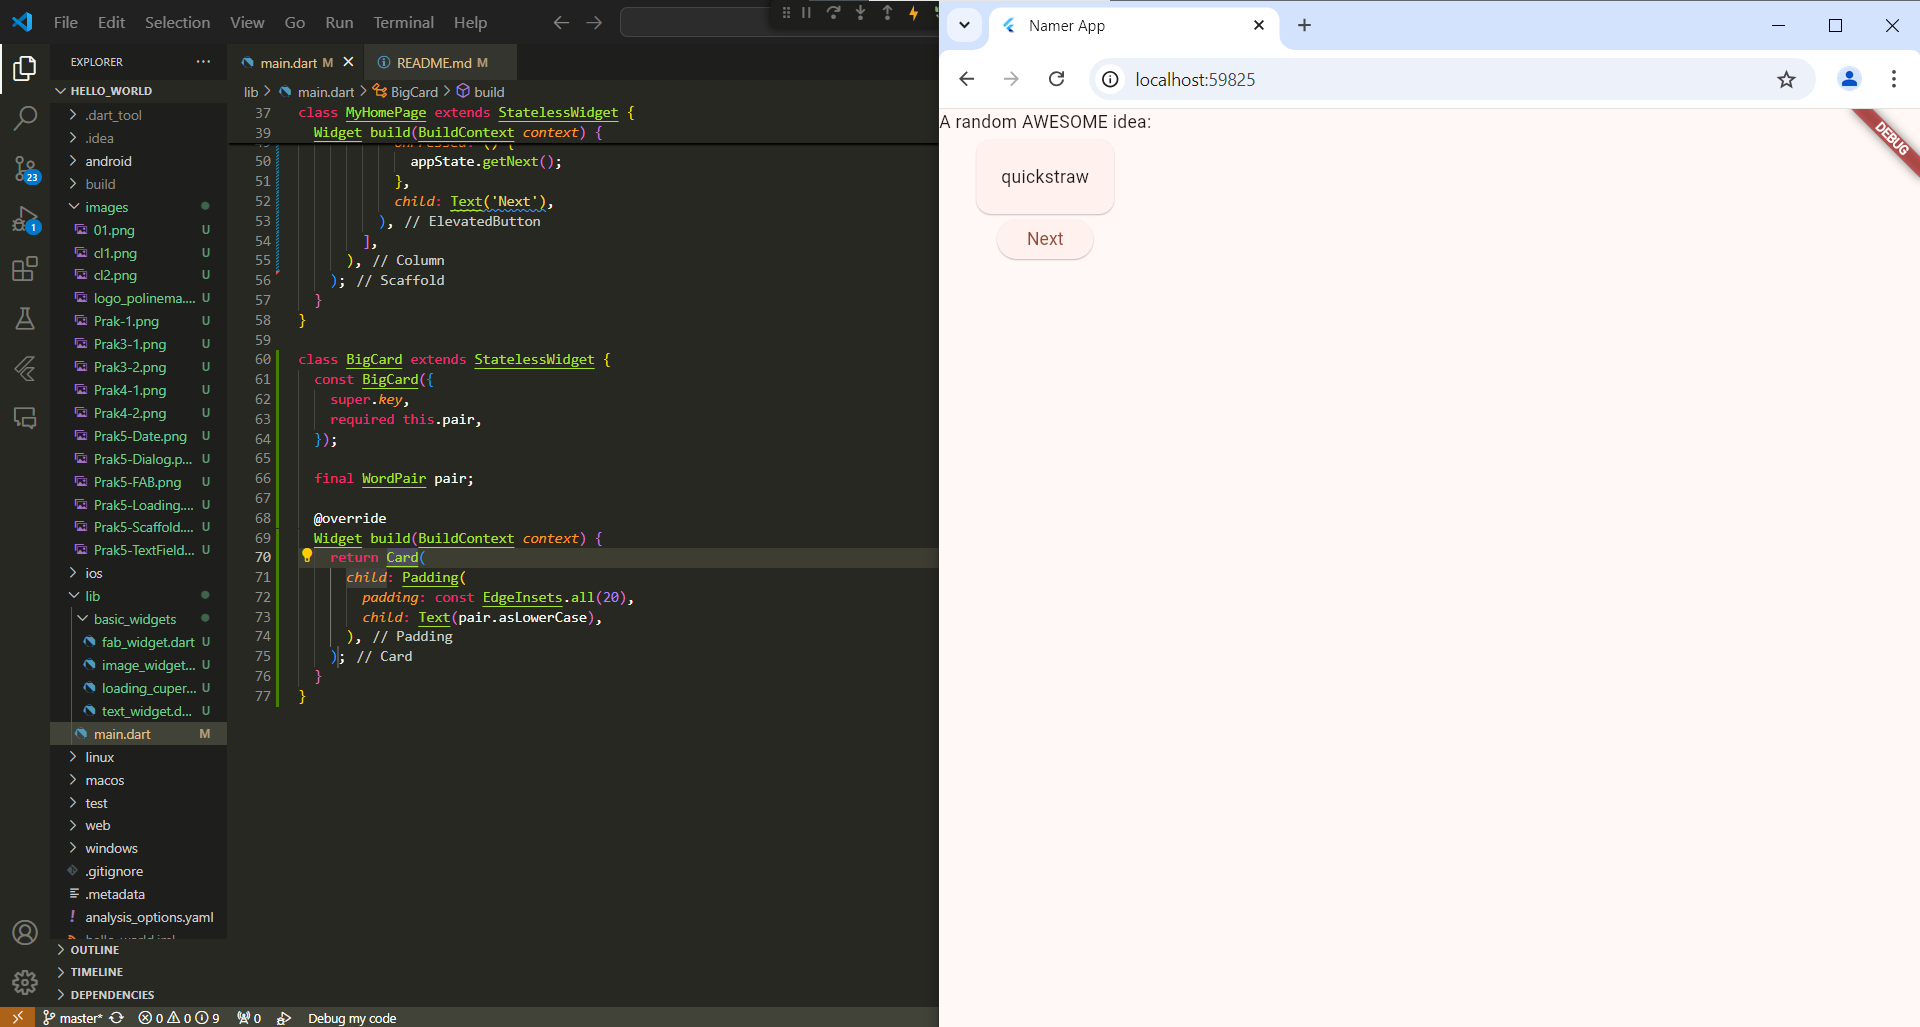 File Edit Selection View Go Run Terminal Help
EXPLORER
HELLO_WORLD
.dart_tool
.idea
android
build
images
01.png U
cl1.png U
cl2.png U
logo_polinema.... U
Prak-1.png U
Prak3-1.png U
Prak3-2.png U
Prak4-1.png U
Prak4-2.png U
Prak5-Date.png U
Prak5-Dialog.p... U
Prak5-FAB.png U
Prak5-Loading.... U
Prak5-Scaffold.... U
Prak5-TextField... U
ios
lib
basic_widgets
fab_widget.dart U
image_widget... U
loading_cuper... U
text_widget.d... U
main.dart M
linux
macos
test
web
windows
.gitignore
.metadata
analysis_options.yaml
OUTLINE
TIMELINE
DEPENDENCIES
23
1
main.dart M
README.md M
lib > main.dart > BigCard > build
37 class MyHomePage extends StatelessWidget {
39 Widget build(BuildContext context) {
50 appState.getNext();
51 },
52 child: Text('Next'),
53 ), // ElevatedButton
54 ],
55 ), // Column
56 ); // Scaffold
57 }
58 }
59
60 class BigCard extends StatelessWidget {
61 const BigCard({
62 super.key,
63 required this.pair,
64 });
65
66 final WordPair pair;
67
68 @override
69 Widget build(BuildContext context) {
70 return Card(
71 child: Padding(
72 padding: const EdgeInsets.all(20),
73 child: Text(pair.asLowerCase),
74 ), // Padding
75 ); // Card
76 }
77 }
master* 0 0 9 0 Debug my code
Namer App
localhost:59825
A random AWESOME idea:
quickstraw
Next
DEBUG